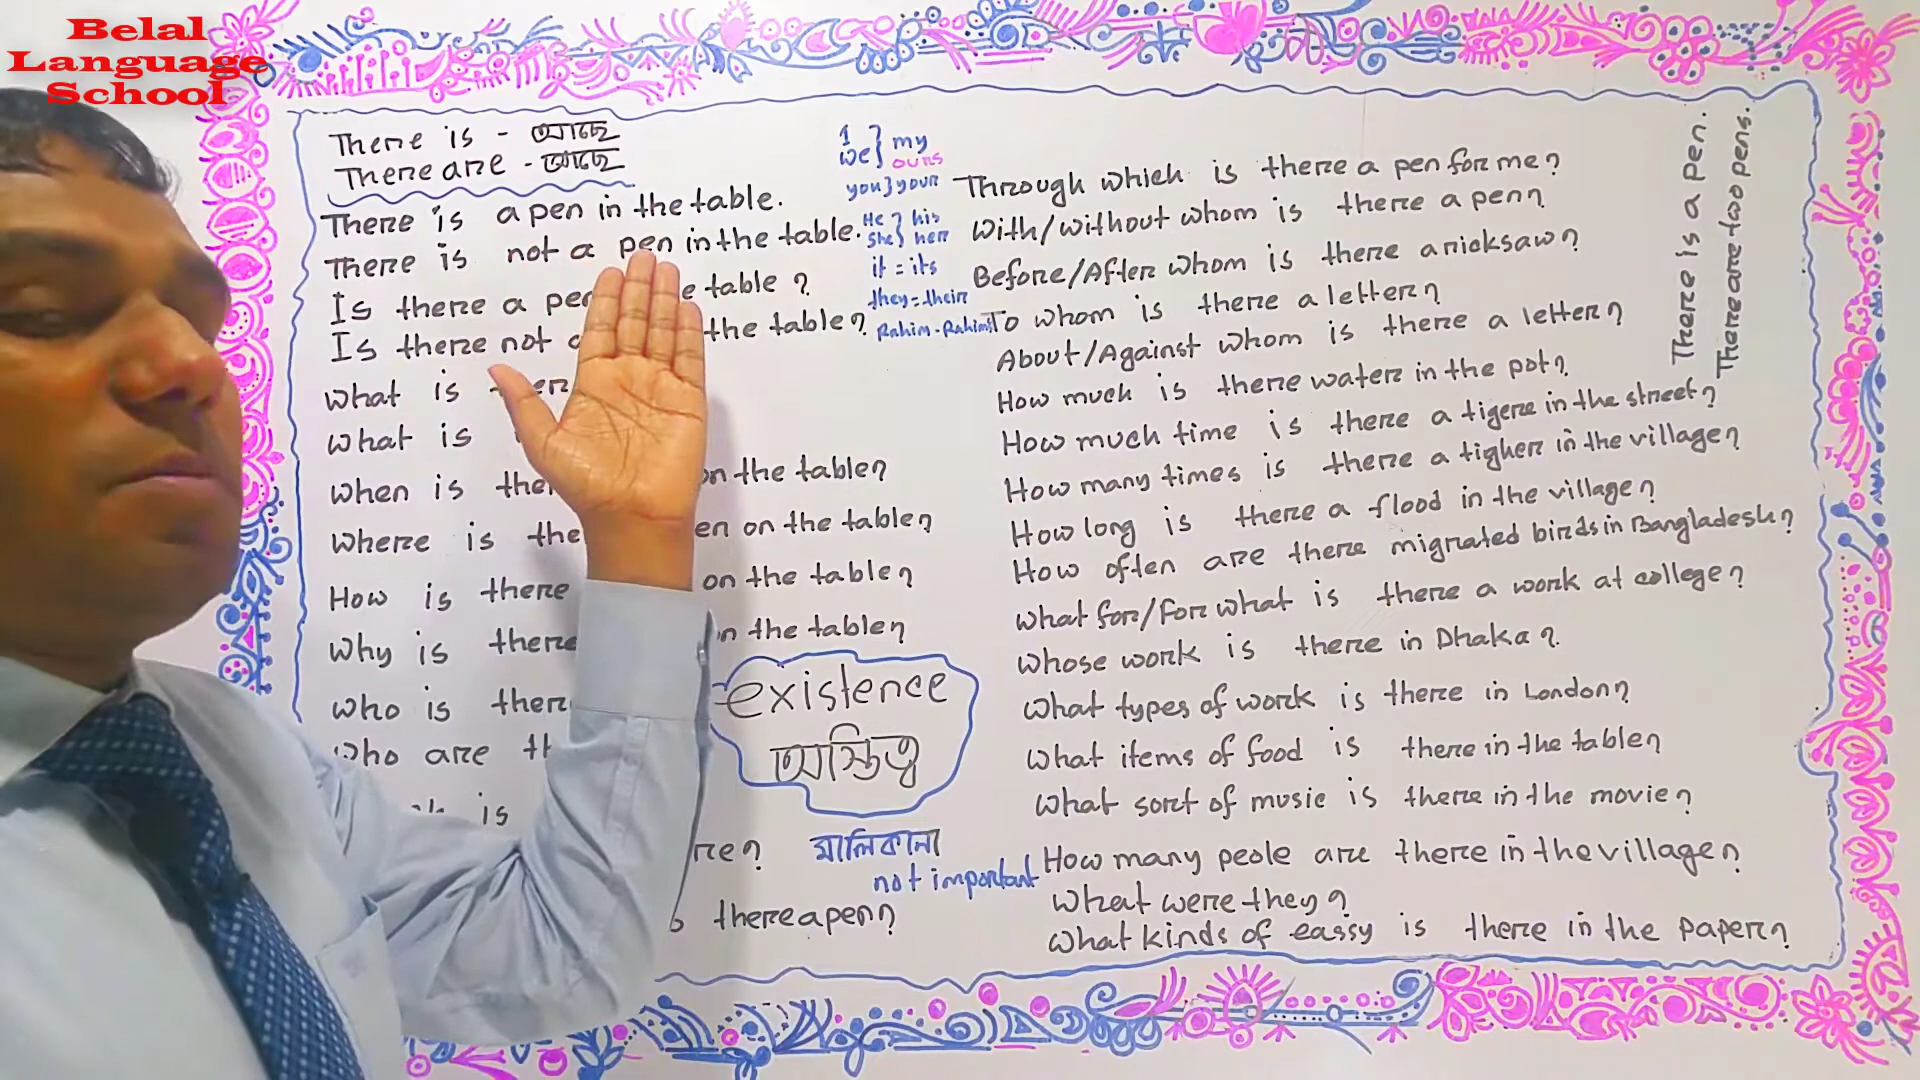 Belal
Language
School
There is - আছে
There are - আছে
There is a pen in the table.
There is not a pen in the table.
Is there a pen e table ?
Is there not the table?
what is
what is
when is on the table?
where is en on the table?
How is there on the table?
why is there n the table?
who is
who are
is
re?
there a pen?
existence
অস্তিত্ব
মালিকানা
not important
I
we } my
ours
you } your
He } his
she } her
it = its
they = their
Rahim - Rahims
Through which is there a pen for me?
with/without whom is there a pen?
Before/After whom is there a ricksaw?
To whom is there a letter?
About/Against whom is there a letter?
How much is there water in the pot?
How much time is there a tigere in the street?
How many times is there a tigher in the village?
How long is there a flood in the village?
How often are there migrated birds in Bangladesh?
what for/for what is there a work at college?
whose work is there in Dhaka?
what types of work is there in London?
what items of food is there in the table?
what sort of music is there in the movie?
How many peole are there in the village?
what were they?
what kinds of eassy is there in the paper?
There is a pen.
There are two pens.